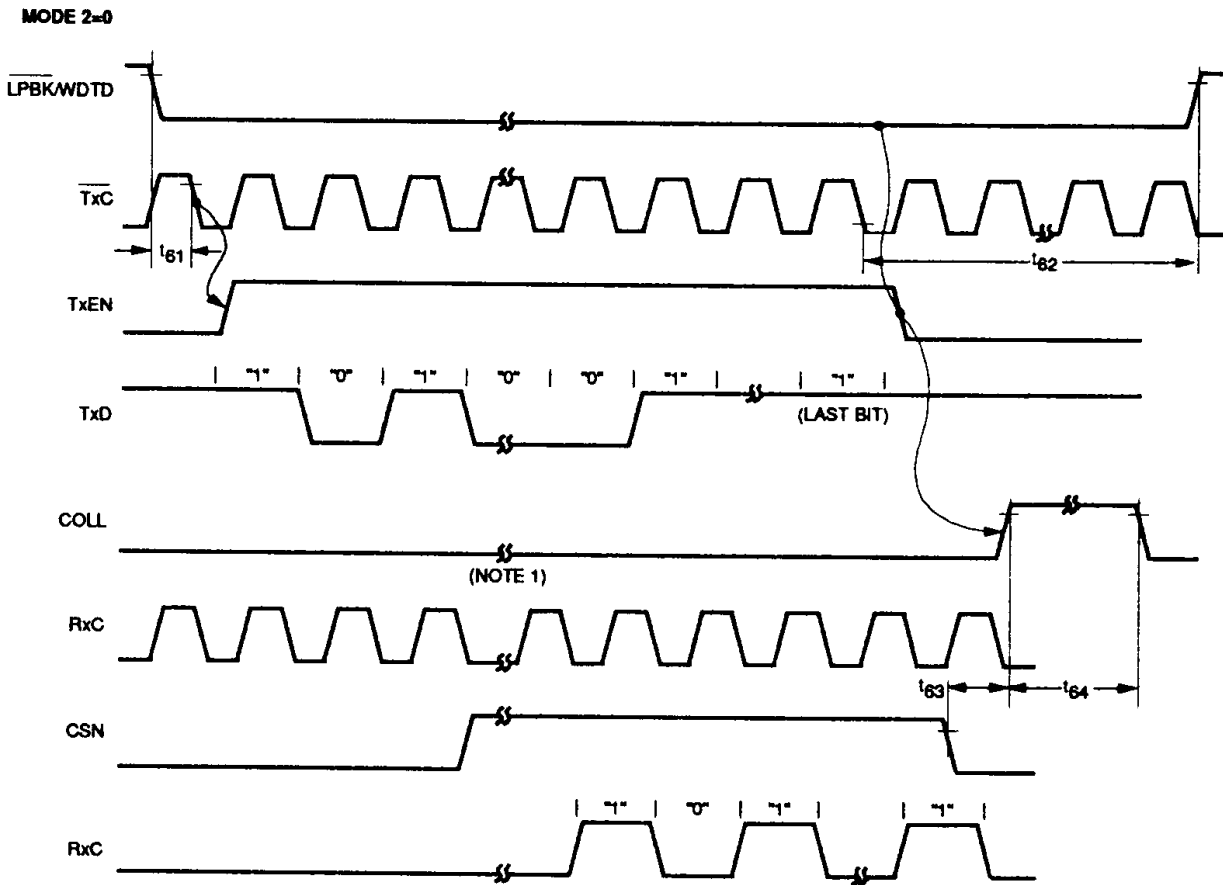 MODE 2=0
LPBK/WDTD
TxC
t61
t62
TxEN
| "1" | "0" | "1" | "0" | "0" | "1" | | "1" |
TxD
(LAST BIT)
COLL
(NOTE 1)
RxC
t63
t64
CSN
| "1" | "0" | "1" | | "1" |
RxC